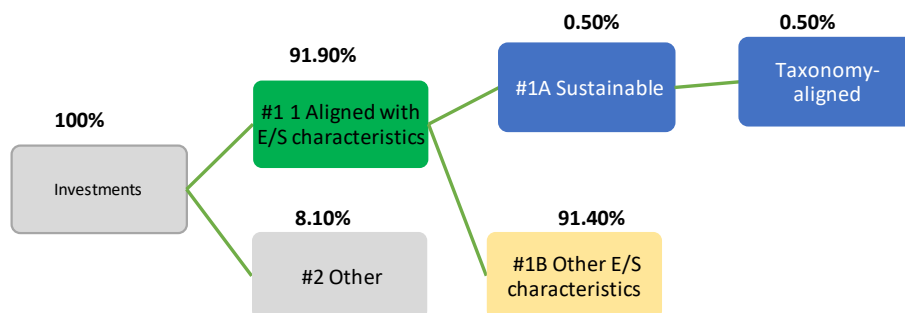 100%
Investments
91.90%
#1 1 Aligned with
E/S characteristics
8.10%
#2 Other
0.50%
#1A Sustainable
0.50%
Taxonomy-
aligned
91.40%
#1B Other E/S
characteristics